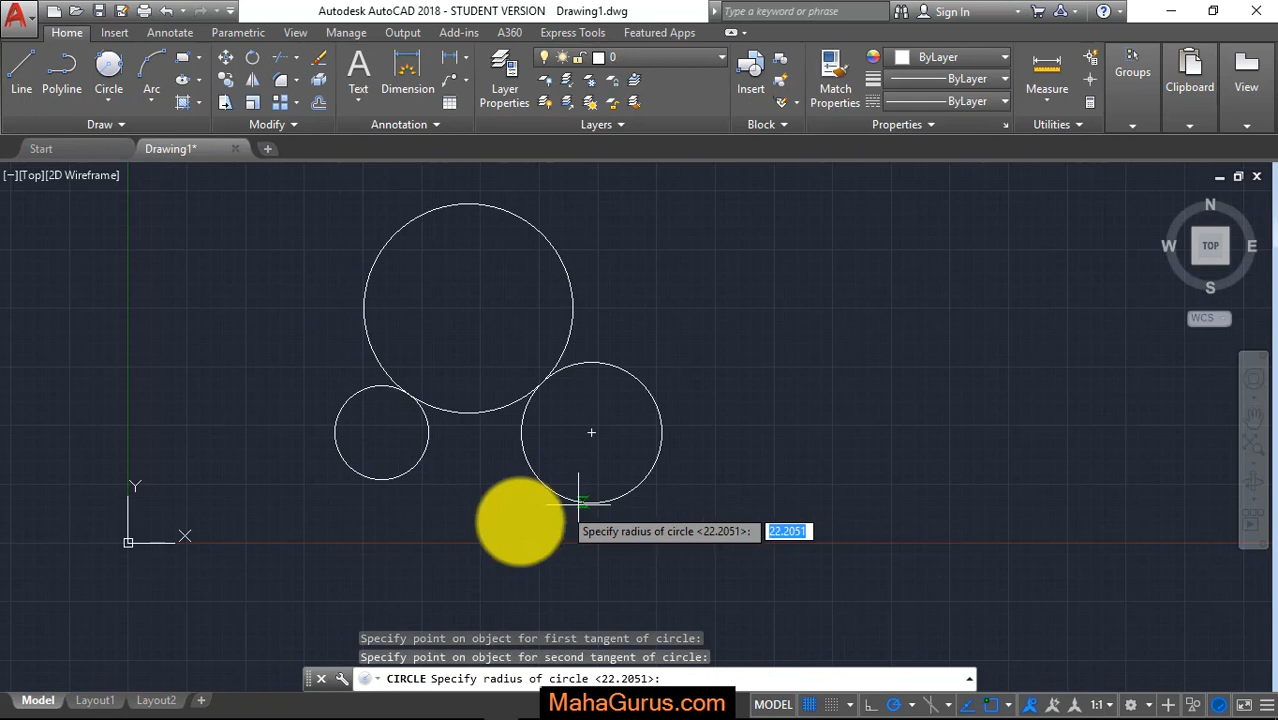 Autodesk AutoCAD 2018 - STUDENT VERSION Drawing1.dwg
Type a keyword or phrase
Sign In
Home Insert Annotate Parametric View Manage Output Add-ins A360 Express Tools Featured Apps
0
ByLayer
ByLayer
ByLayer
Line Polyline Circle Arc
Text Dimension
Layer Properties
Insert
Match Properties
Measure
Groups
Clipboard
View
Draw Modify Annotation Layers Block Properties Utilities
Start Drawing1*
[−][Top][2D Wireframe]
N
W TOP E
S
WCS
Y
X
Specify radius of circle <22.2051>: 22.2051
Specify point on object for first tangent of circle:
Specify point on object for second tangent of circle:
CIRCLE Specify radius of circle <22.2051>:
Model Layout1 Layout2 +
MahaGurus.com
MODEL
1:1